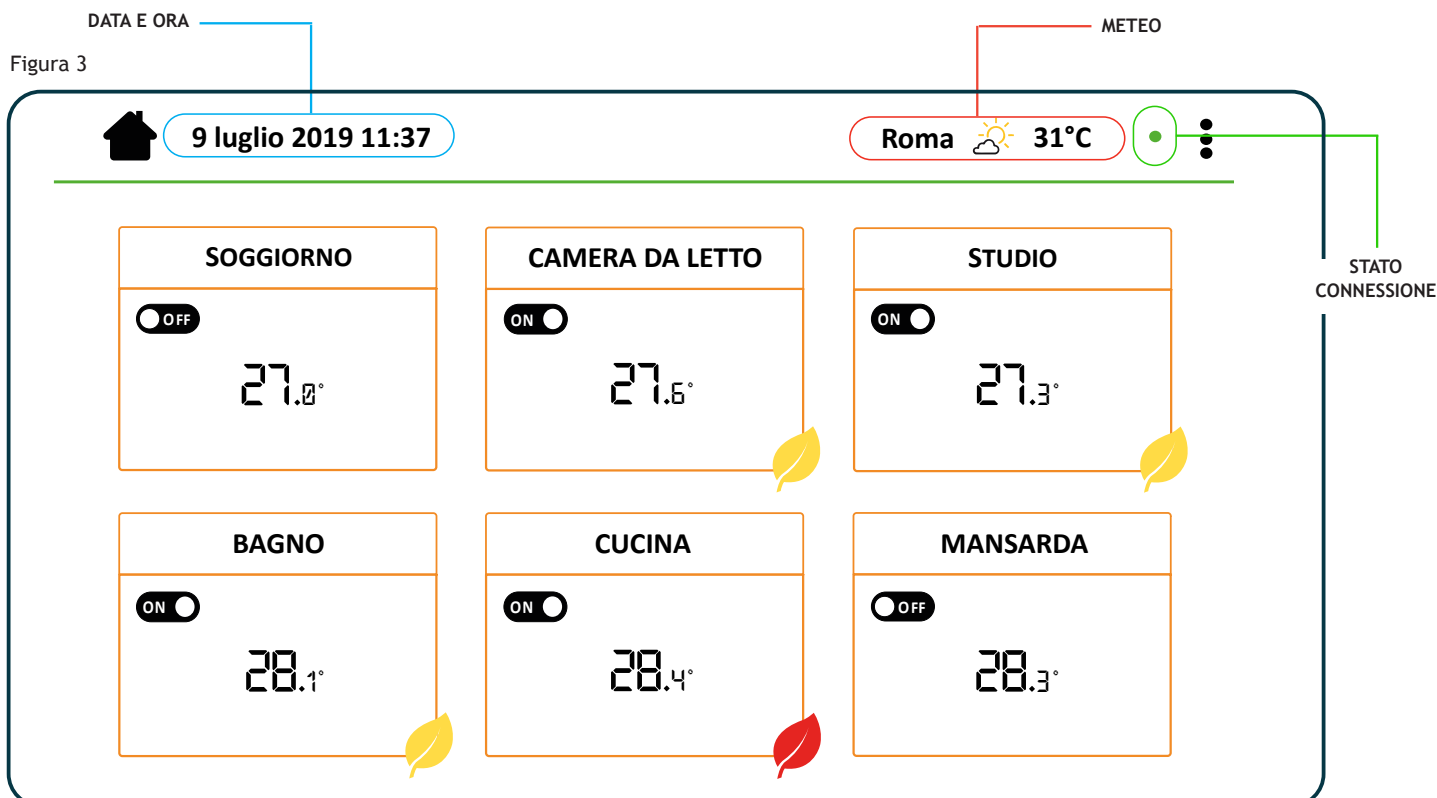 DATA E ORA
METEO
Figura 3
9 luglio 2019 11:37
Roma 31°C
STATO
CONNESSIONE
SOGGIORNO
CAMERA DA LETTO
STUDIO
OFF
ON
ON
27.0°
27.6°
27.3°
BAGNO
CUCINA
MANSARDA
ON
ON
OFF
28.1°
28.4°
28.3°